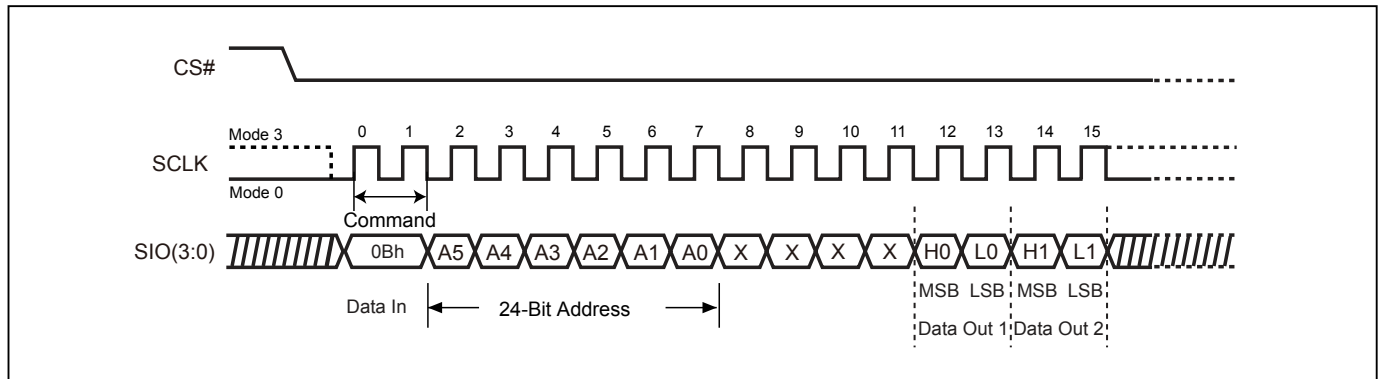 CS#
Mode 3
0 1 2 3 4 5 6 7 8 9 10 11 12 13 14 15
SCLK
Mode 0
Command
SIO(3:0) 0Bh A5 A4 A3 A2 A1 A0 X X X X H0 L0 H1 L1
MSB LSB MSB LSB
Data In 24-Bit Address
Data Out 1 Data Out 2